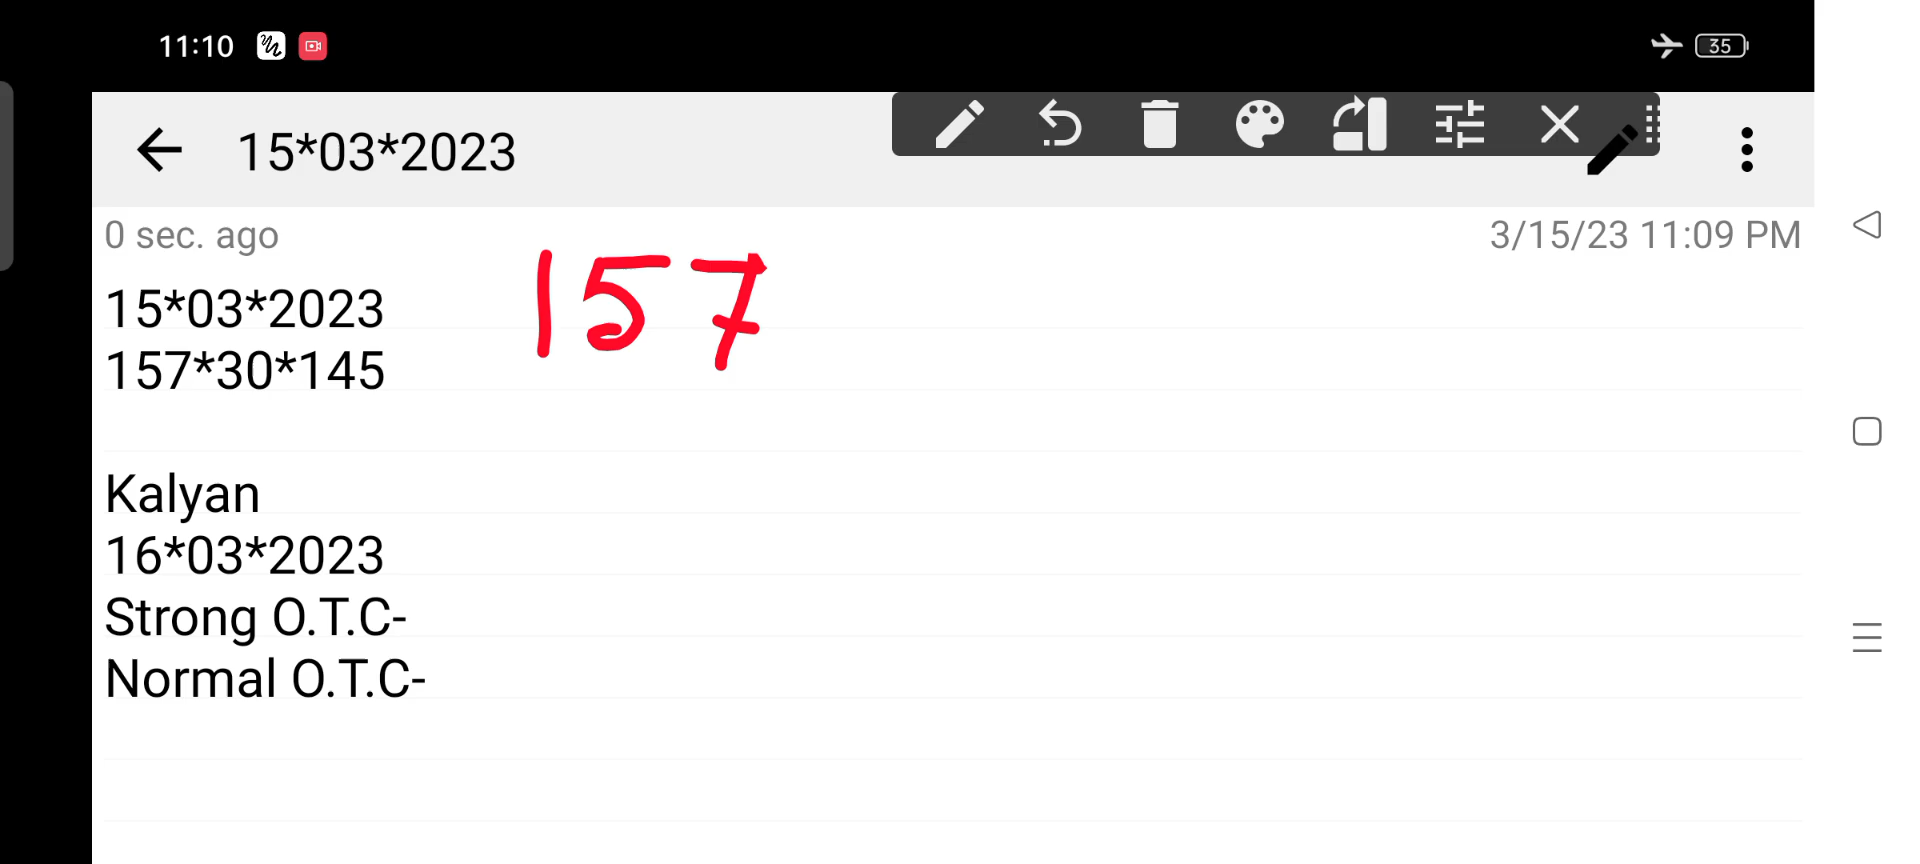 11:10
35
15*03*2023
0 sec. ago
3/15/23 11:09 PM
15*03*2023
157
157*30*145
Kalyan
16*03*2023
Strong O.T.C-
Normal O.T.C-